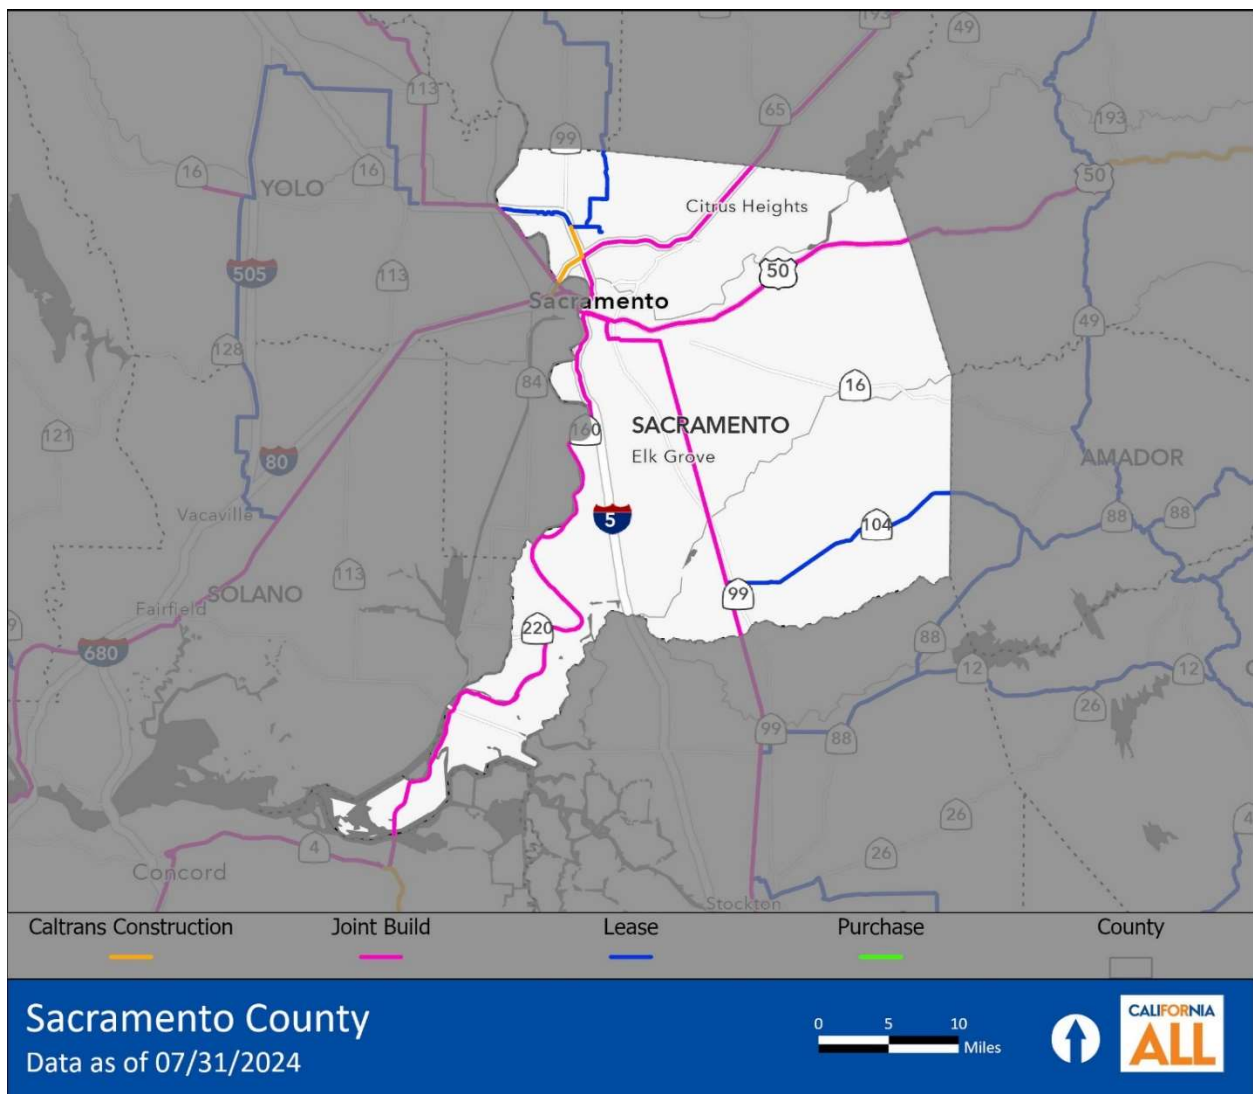 193
49
99
65
113
193
50
16
YOLO
16
Citrus Heights
505
113
50
Sacramento
49
128
84
16
121
160
SACRAMENTO
Elk Grove
80
AMADOR
Vacaville
5
104
88
88
113
SOLANO
99
Fairfield
220
88
680
12
12
26
99
88
26
4
26
Concord
Stockton
Caltrans Construction Joint Build Lease Purchase County
Sacramento County
Data as of 07/31/2024
0 5 10
Miles
CALIFORNIA
ALL